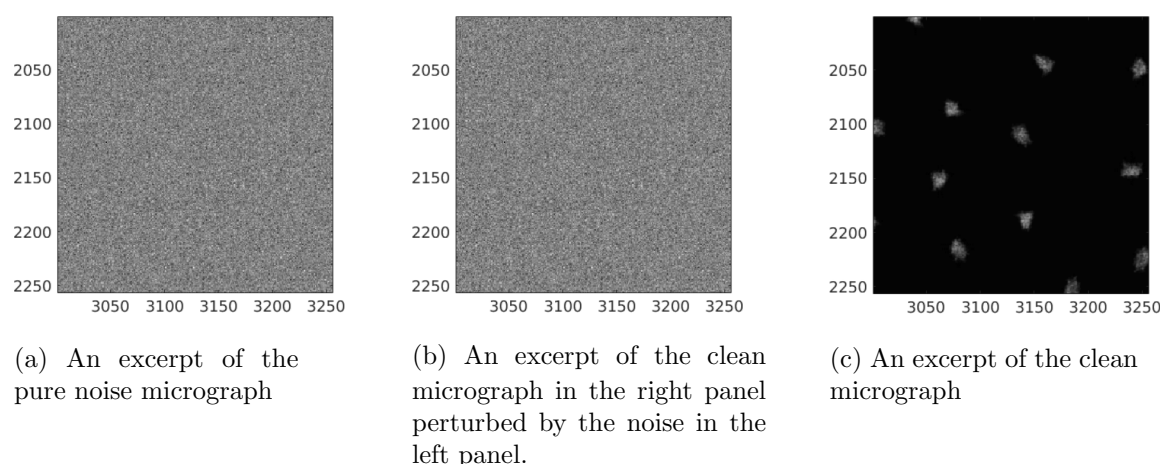 2050
2100
2150
2200
2250
3050 3100 3150 3200 3250
(a) An excerpt of the
pure noise micrograph
2050
2100
2150
2200
2250
3050 3100 3150 3200 3250
(b) An excerpt of the clean
micrograph in the right panel
perturbed by the noise in the
left panel.
2050
2100
2150
2200
2250
3050 3100 3150 3200 3250
(c) An excerpt of the clean
micrograph